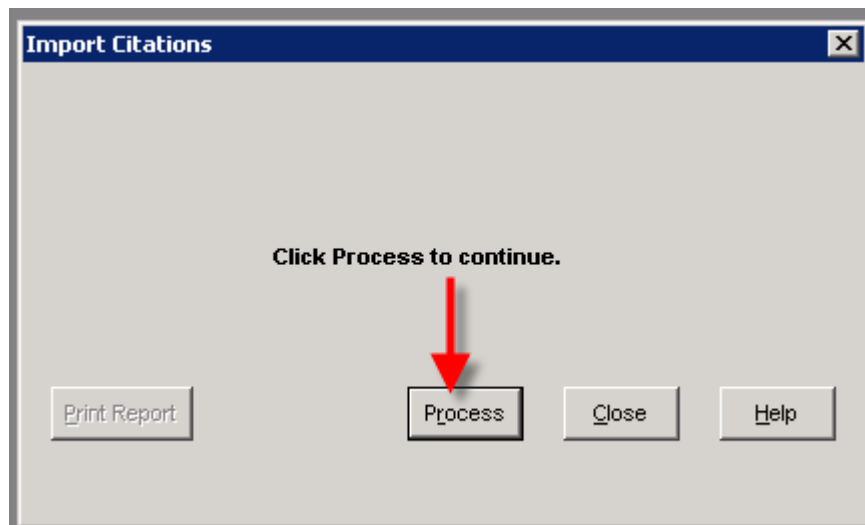 Import Citations
Click Process to continue.
Print Report Process Close Help